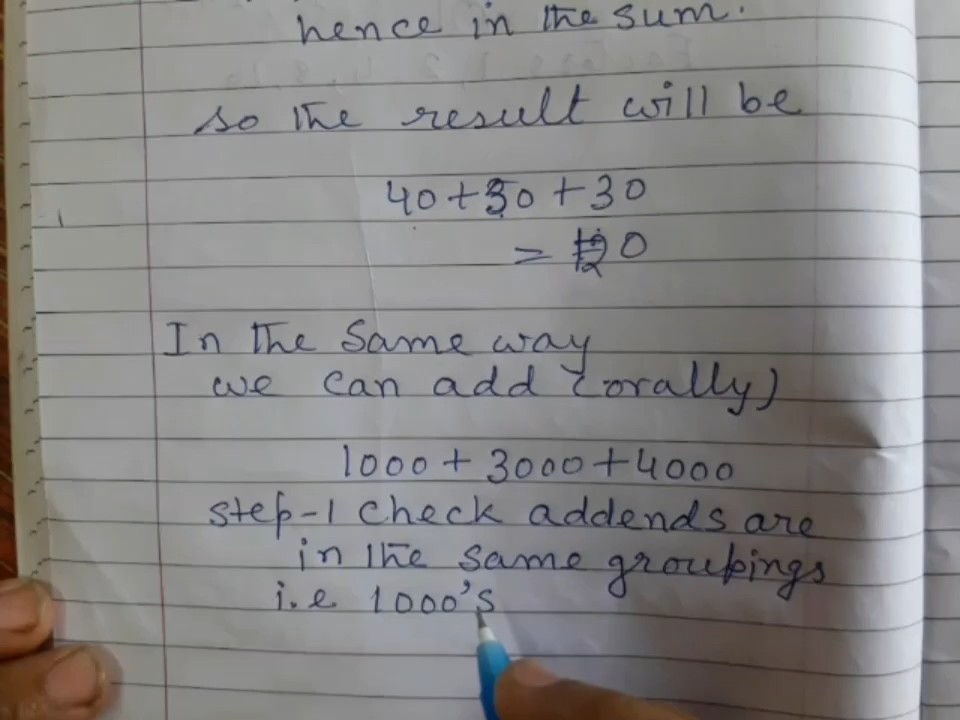 hence in the sum.
so the result will be
40+50+30
= 120
In the Same way
we can add (orally)
1000+3000+4000
step-1 check addends are
in the same groupings
i.e 1000's